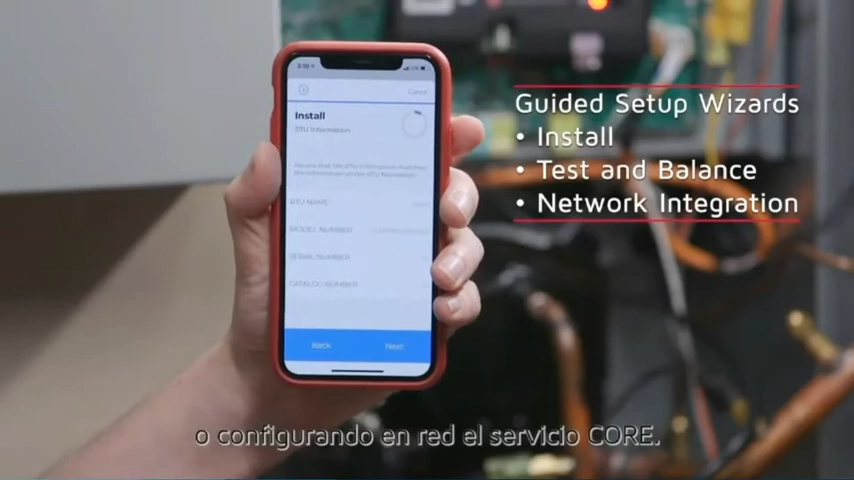 Install
RTU Information
RTU NAME
MODEL NUMBER
SERIAL NUMBER
CATALOG NUMBER
Back
Next
Guided Setup Wizards
• Install
• Test and Balance
• Network Integration
o configurando en red el servicio CORE.